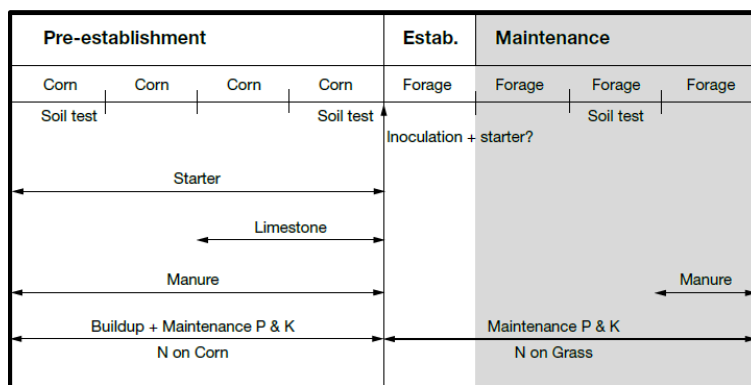 Pre-establishment Estab. Maintenance
Corn Corn Corn Corn Forage Forage Forage Forage
Soil test Soil test Soil test
Inoculation + starter?
Starter
Limestone
Manure Manure
Buildup + Maintenance P & K Maintenance P & K
N on Corn N on Grass